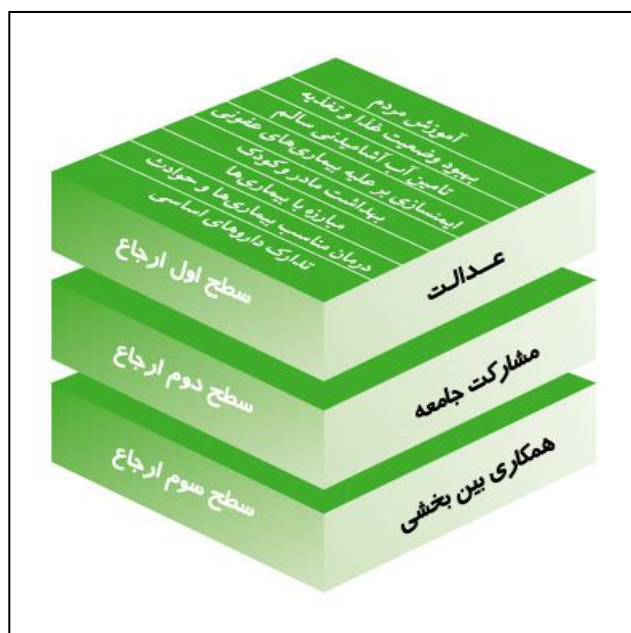 آموزش مردم
بهبود وضعیت غذا و تغذیه
تامین آب آشامیدنی سالم
ایمنسازی بر علیه بیماری‌های عفونی
بهداشت مادر و کودک
مبارزه با بیماری‌ها
درمان مناسب بیماری‌ها و حوادث
تدارک داروهای اساسی
سطح اول ارجاع
عـدالـت
سطح دوم ارجاع
مشارکت جامعه
سطح سوم ارجاع
همکاری بین بخشی